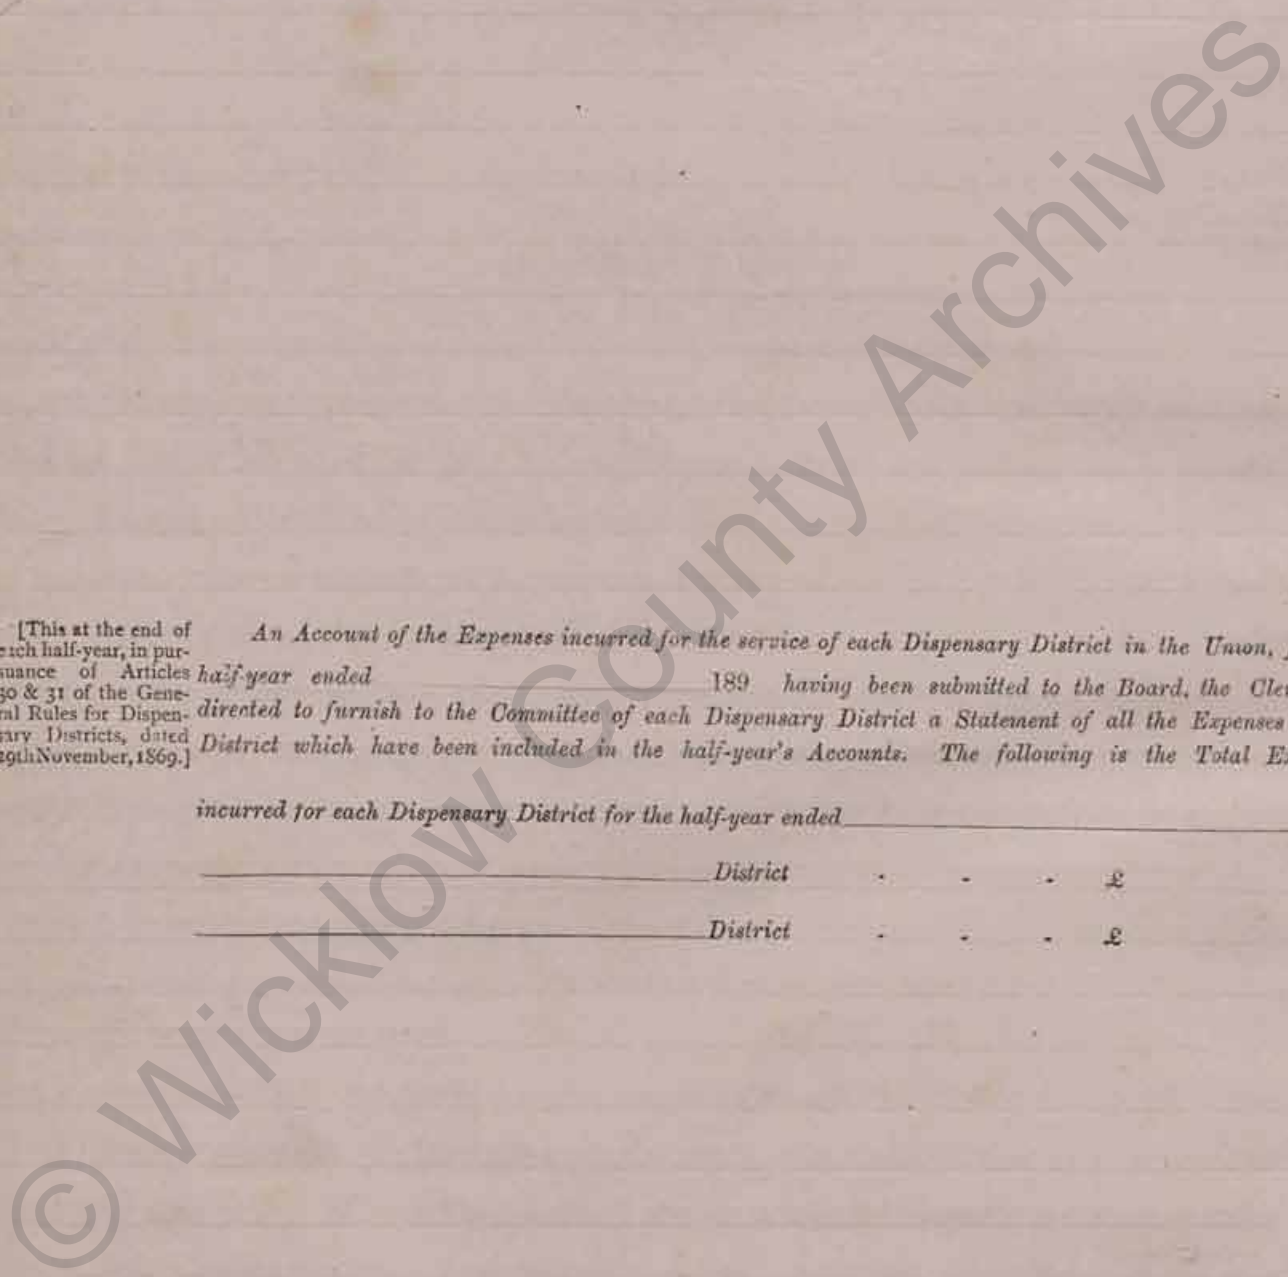 [This at the end of
each half-year, in pur-
suance of Articles
30 & 31 of the Gene-
ral Rules for Dispen-
sary Districts, dated
29th November, 1869.]
An Account of the Expenses incurred for the service of each Dispensary District in the Union,
half-year ended 189 having been submitted to the Board, the Cle
directed to furnish to the Committee of each Dispensary District a Statement of all the Expenses
District which have been included in the half-year's Accounts. The following is the Total Ex
incurred for each Dispensary District for the half-year ended
District - - - £
District - - - £
© Wicklow County Archives